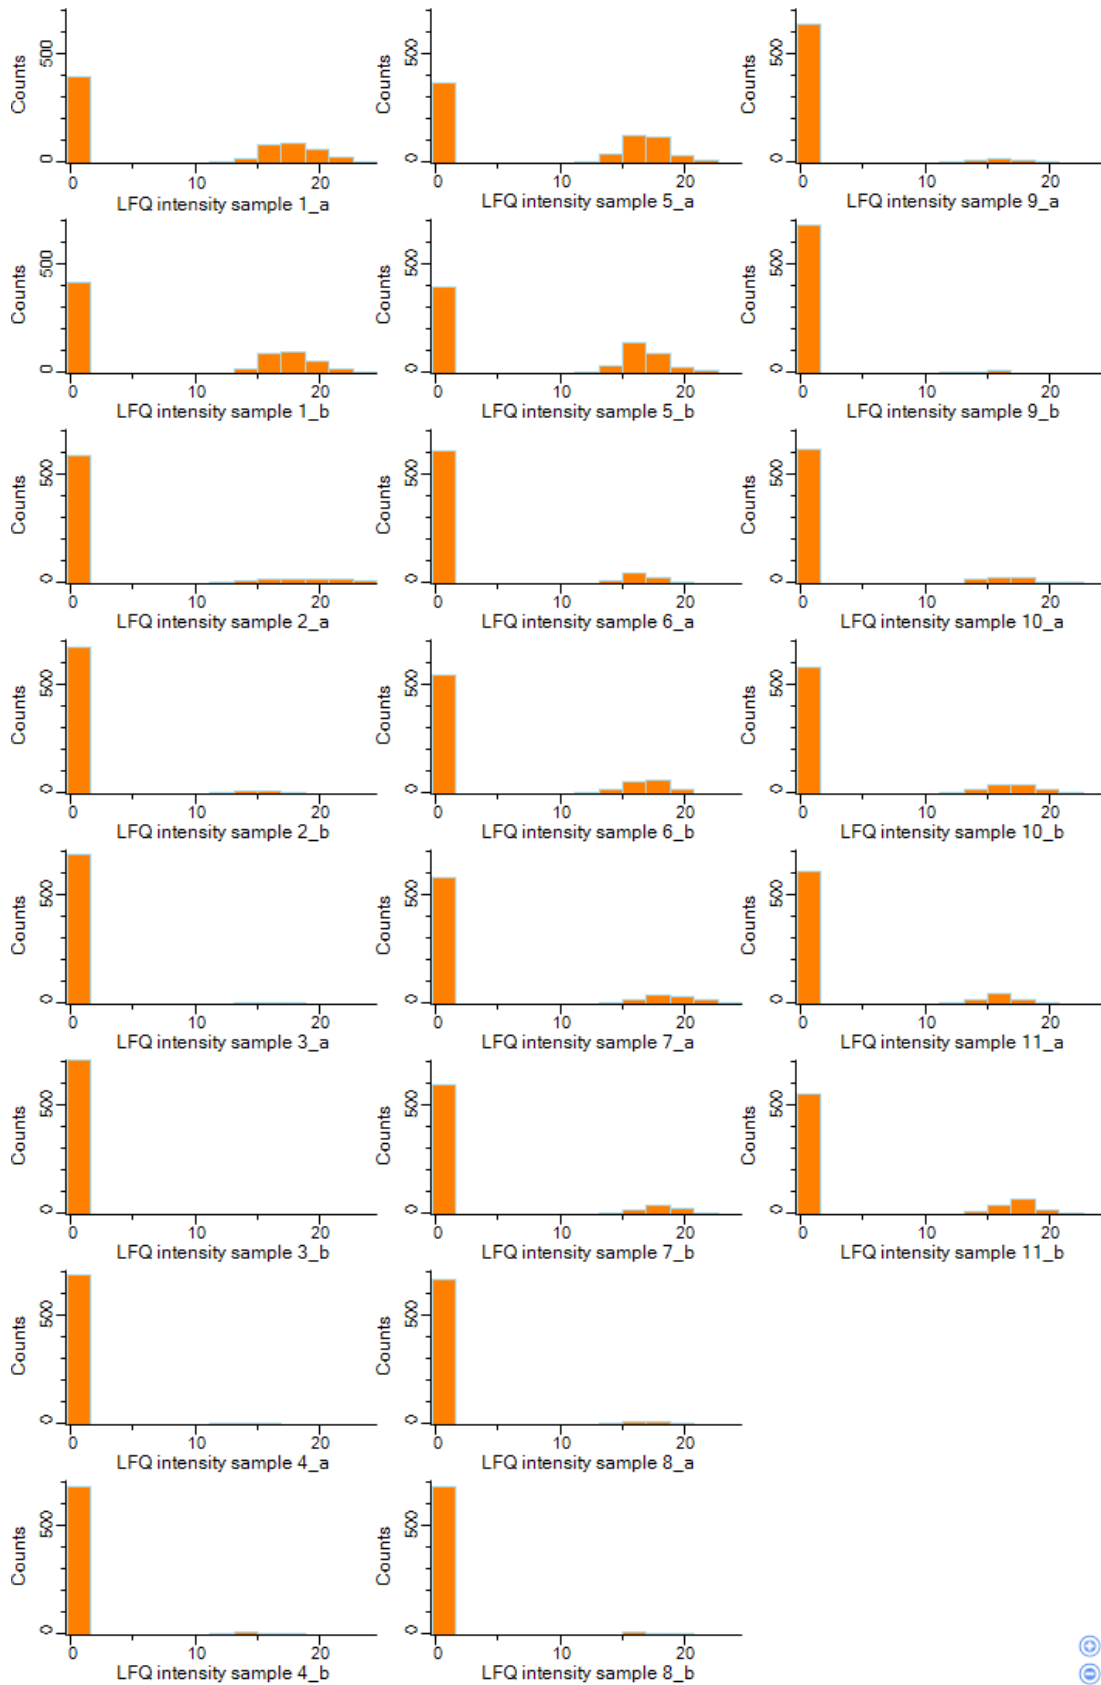 Counts
500
0
0 10 20
LFQ intensity sample 1_a
Counts
500
0
0 10 20
LFQ intensity sample 5_a
Counts
500
0
0 10 20
LFQ intensity sample 9_a
Counts
500
0
0 10 20
LFQ intensity sample 1_b
Counts
500
0
0 10 20
LFQ intensity sample 5_b
Counts
500
0
0 10 20
LFQ intensity sample 9_b
Counts
500
0
0 10 20
LFQ intensity sample 2_a
Counts
500
0
0 10 20
LFQ intensity sample 6_a
Counts
500
0
0 10 20
LFQ intensity sample 10_a
Counts
500
0
0 10 20
LFQ intensity sample 2_b
Counts
500
0
0 10 20
LFQ intensity sample 6_b
Counts
500
0
0 10 20
LFQ intensity sample 10_b
Counts
500
0
0 10 20
LFQ intensity sample 3_a
Counts
500
0
0 10 20
LFQ intensity sample 7_a
Counts
500
0
0 10 20
LFQ intensity sample 11_a
Counts
500
0
0 10 20
LFQ intensity sample 3_b
Counts
500
0
0 10 20
LFQ intensity sample 7_b
Counts
500
0
0 10 20
LFQ intensity sample 11_b
Counts
500
0
0 10 20
LFQ intensity sample 4_a
Counts
500
0
0 10 20
LFQ intensity sample 8_a
Counts
500
0
0 10 20
LFQ intensity sample 4_b
Counts
500
0
0 10 20
LFQ intensity sample 8_b